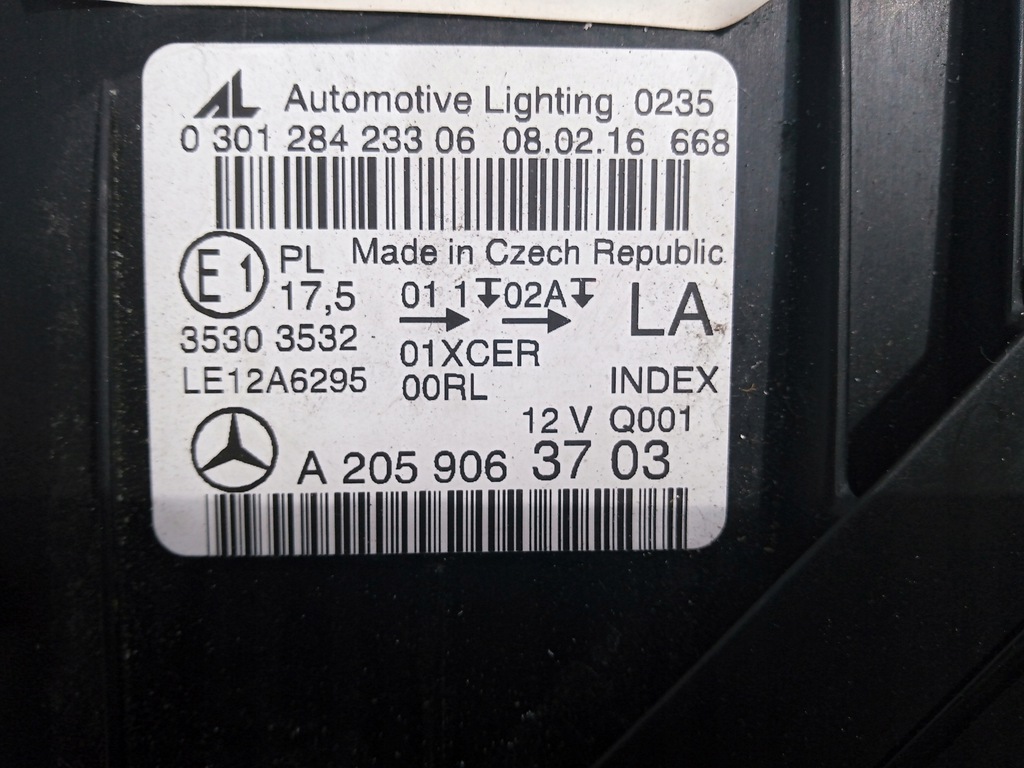 AL Automotive Lighting 0235
0 301 284 233 06 08.02.16 668
Made in Czech Republic
E1 PL
17,5
01 1 02A
LA
3530 3532
01XCER
LE12A6295
00RL
INDEX
12 V Q001
A 205 906 37 03